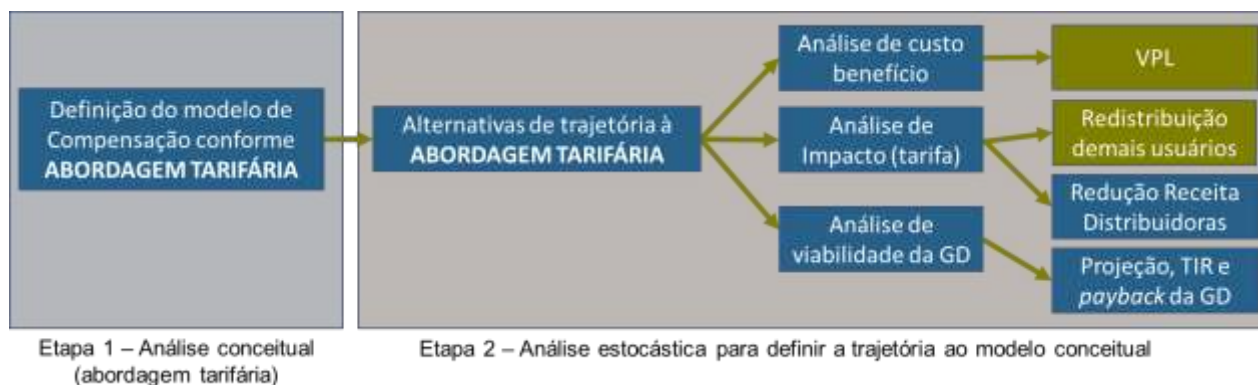 Definição do modelo de
Compensação conforme
ABORDAGEM TARIFÁRIA
Alternativas de trajetória à
ABORDAGEM TARIFÁRIA
Análise de custo
benefício
Análise de
Impacto (tarifa)
Análise de
viabilidade da GD
VPL
Redistribuição
demais usuários
Redução Receita
Distribuidoras
Projeção, TIR e
payback da GD
Etapa 1 – Análise conceitual
(abordagem tarifária)
Etapa 2 – Análise estocástica para definir a trajetória ao modelo conceitual